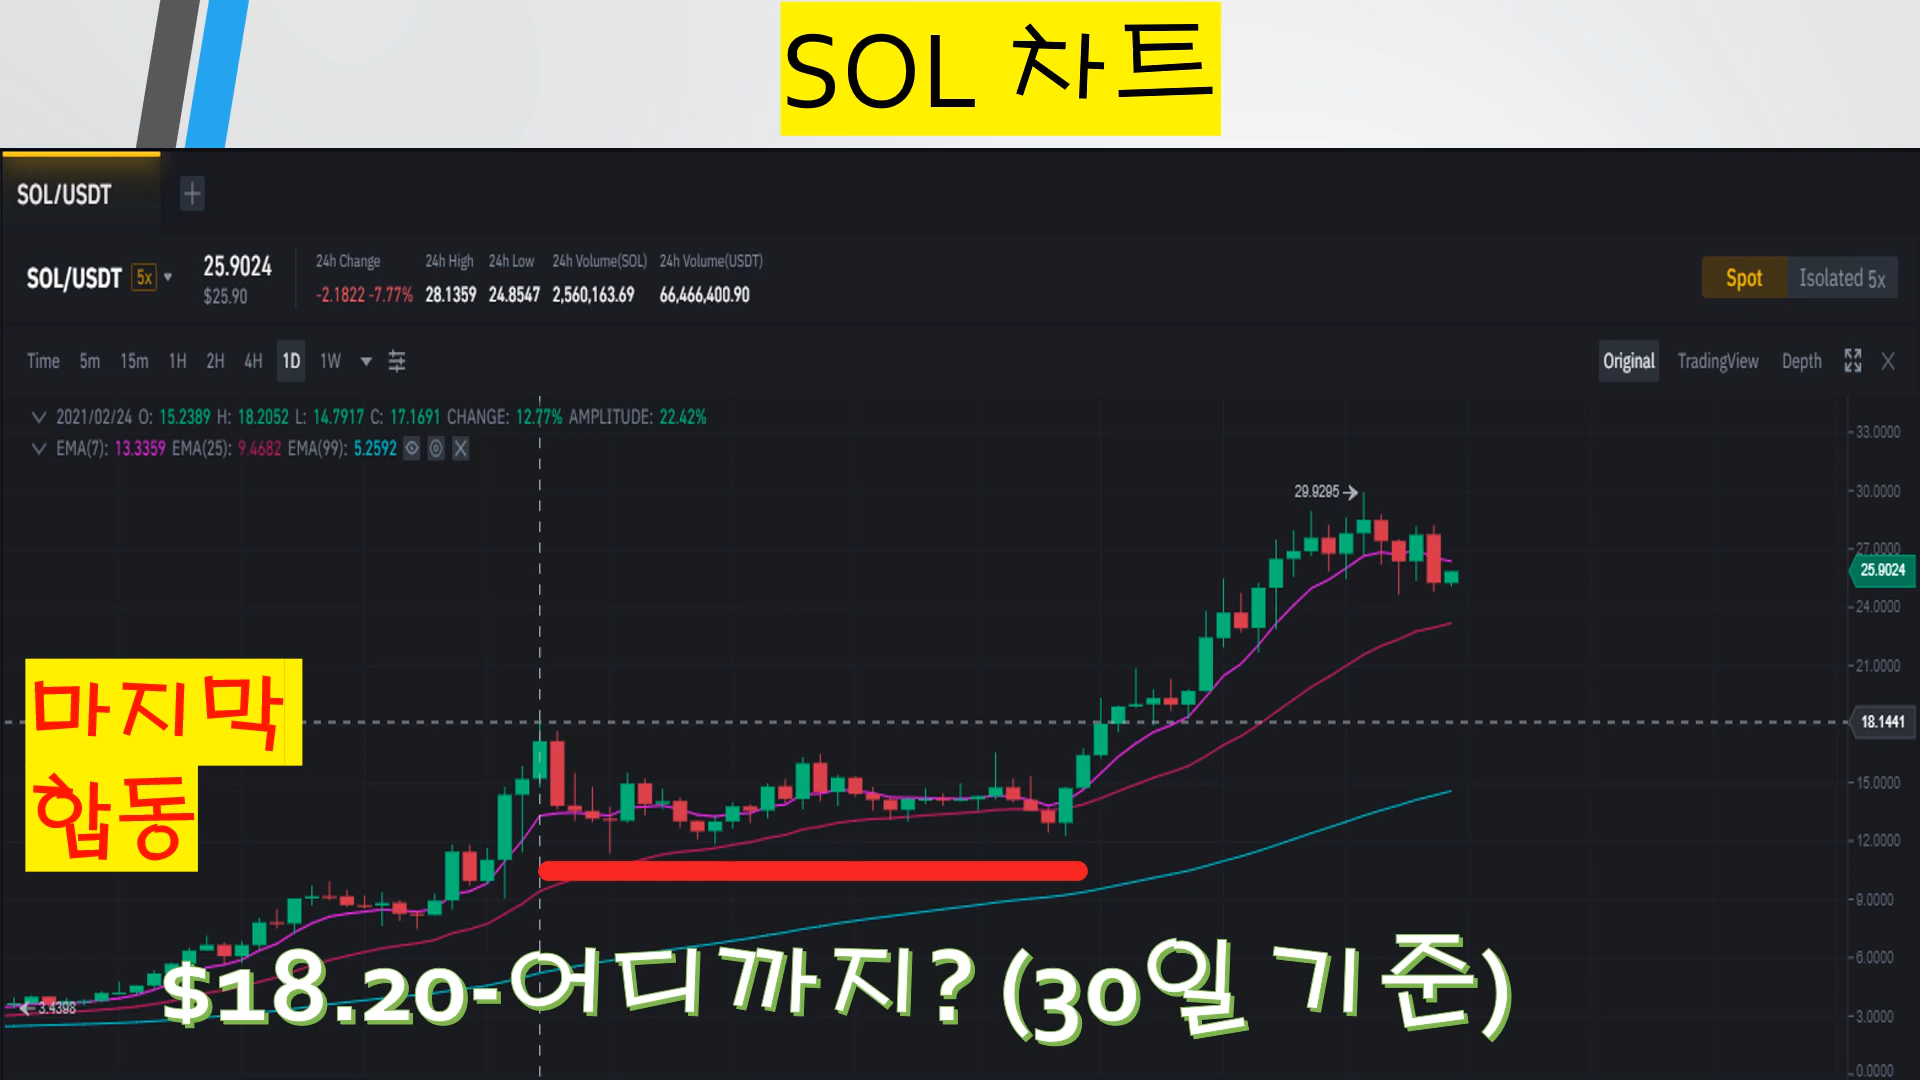 SOL 차트
SOL/USDT
SOL/USDT 5x 25.9024 $25.90
24h Change 24h High 24h Low 24h Volume(SOL) 24h Volume(USDT)
-2.1822 -7.77% 28.1359 24.8547 2,560,163.69 66,466,400.90
Spot Isolated 5x
Time 5m 15m 1H 2H 4H 1D 1W
Original TradingView Depth
2021/02/24 O: 15.2389 H: 18.2052 L: 14.7917 C: 17.1691 CHANGE: 12.77% AMPLITUDE: 22.42%
EMA(7): 13.3359 EMA(25): 9.4682 EMA(99): 5.2592
33.0000
29.9295
30.0000
27.0000
25.9024
24.0000
21.0000
18.1441
마지막
합동
15.0000
12.0000
9.0000
6.0000
$18.20-어디까지? (30일 기준)
3.4398
3.0000
0.0000